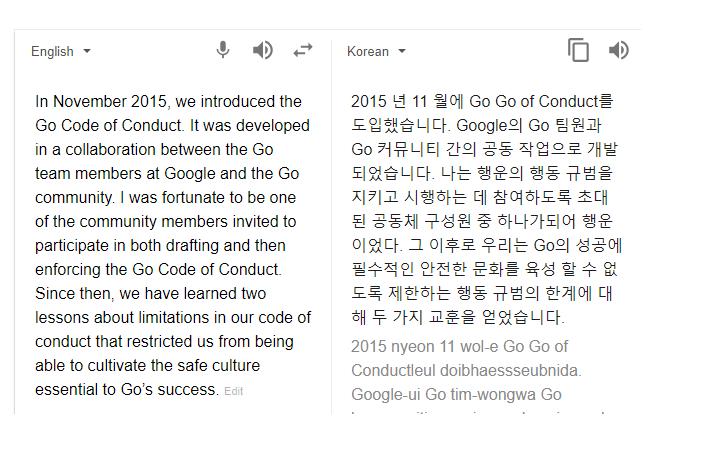 English
Korean
In November 2015, we introduced the
Go Code of Conduct. It was developed
in a collaboration between the Go
team members at Google and the Go
community. I was fortunate to be one
of the community members invited to
participate in both drafting and then
enforcing the Go Code of Conduct.
Since then, we have learned two
lessons about limitations in our code of
conduct that restricted us from being
able to cultivate the safe culture
essential to Go’s success. Edit
2015 년 11 월에 Go Go of Conduct를
도입했습니다. Google의 Go 팀원과
Go 커뮤니티 간의 공동 작업으로 개발
되었습니다. 나는 행운의 행동 규범을
지키고 시행하는 데 참여하도록 초대
된 공동체 구성원 중 하나가되어 행운
이었다. 그 이후로 우리는 Go의 성공에
필수적인 안전한 문화를 육성 할 수 없
도록 제한하는 행동 규범의 한계에 대
해 두 가지 교훈을 얻었습니다.
2015 nyeon 11 wol-e Go Go of
Conductleul doibhaessseubnida.
Google-ui Go tim-wongwa Go